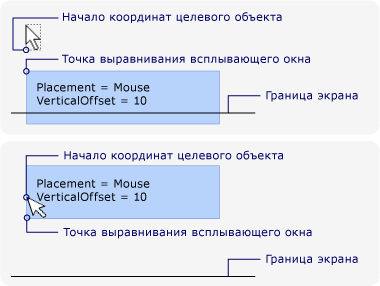 Начало координат целевого объекта
Точка выравнивания всплывающего окна
Placement = Mouse
VerticalOffset = 10
Граница экрана
Начало координат целевого объекта
Placement = Mouse
VerticalOffset = 10
Точка выравнивания всплывающего окна
Граница экрана